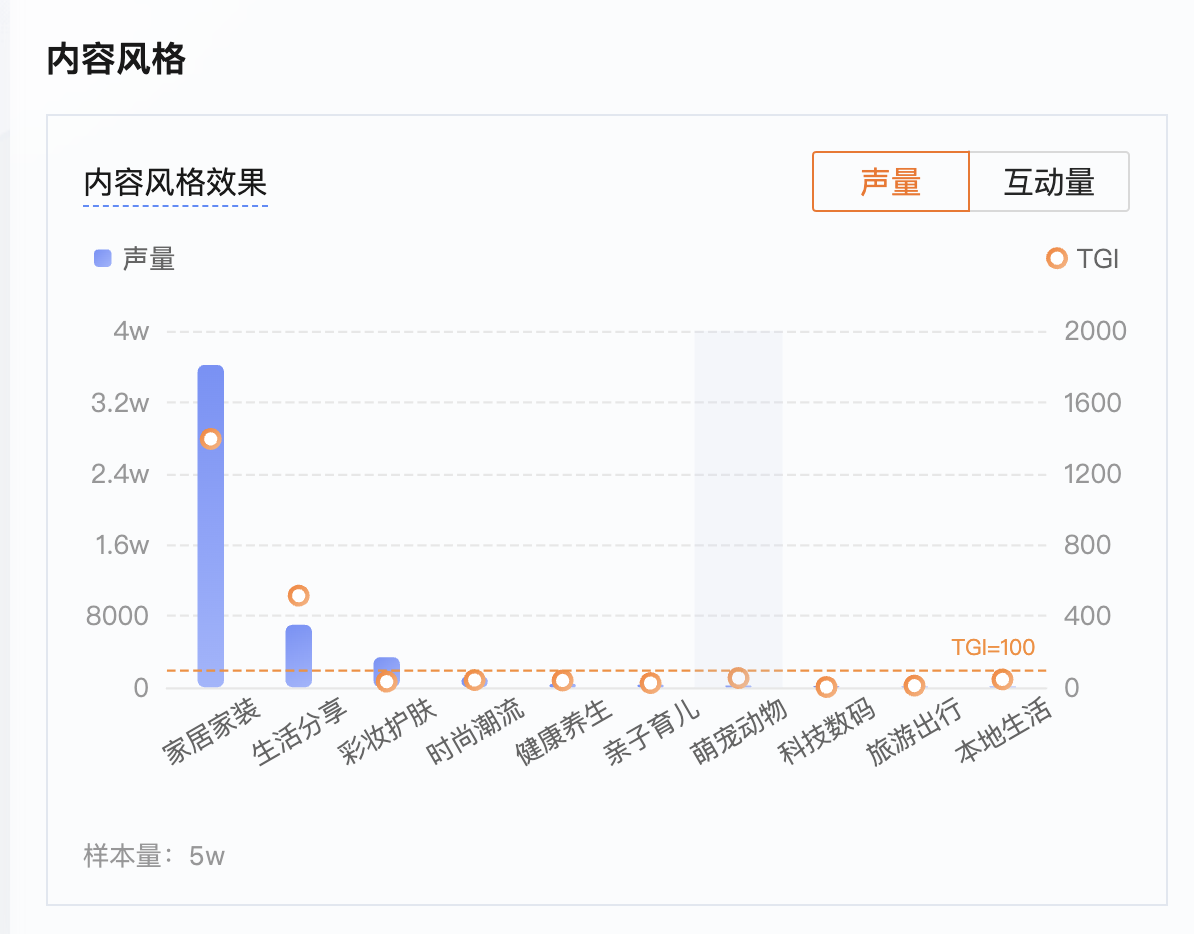 内容风格
内容风格效果
声量 互动量
声量 TGI
4w 2000
3.2w 1600
2.4w 1200
1.6w 800
8000 400
TGI=100
0 0
家居家装 生活分享 彩妆护肤 时尚潮流 健康养生 亲子育儿 萌宠动物 科技数码 旅游出行 本地生活
样本量：5w